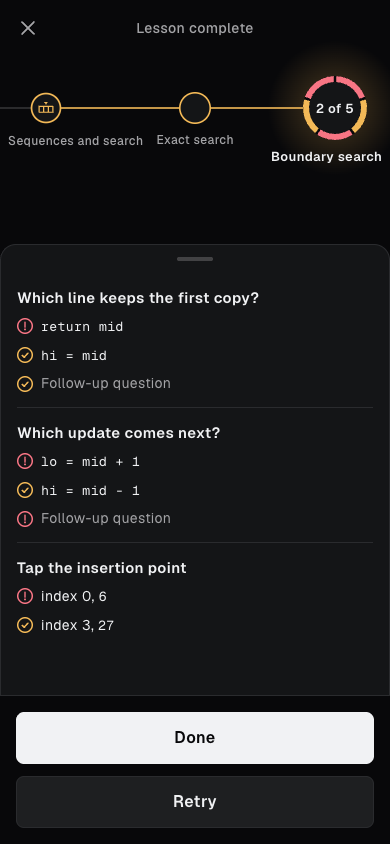 Lesson complete
2 of 5
Sequences and search
Exact search
Boundary search
Which line keeps the first copy?
return mid
hi = mid
Follow-up question
Which update comes next?
lo = mid + 1
hi = mid - 1
Follow-up question
Tap the insertion point
index 0, 6
index 3, 27
Done
Retry